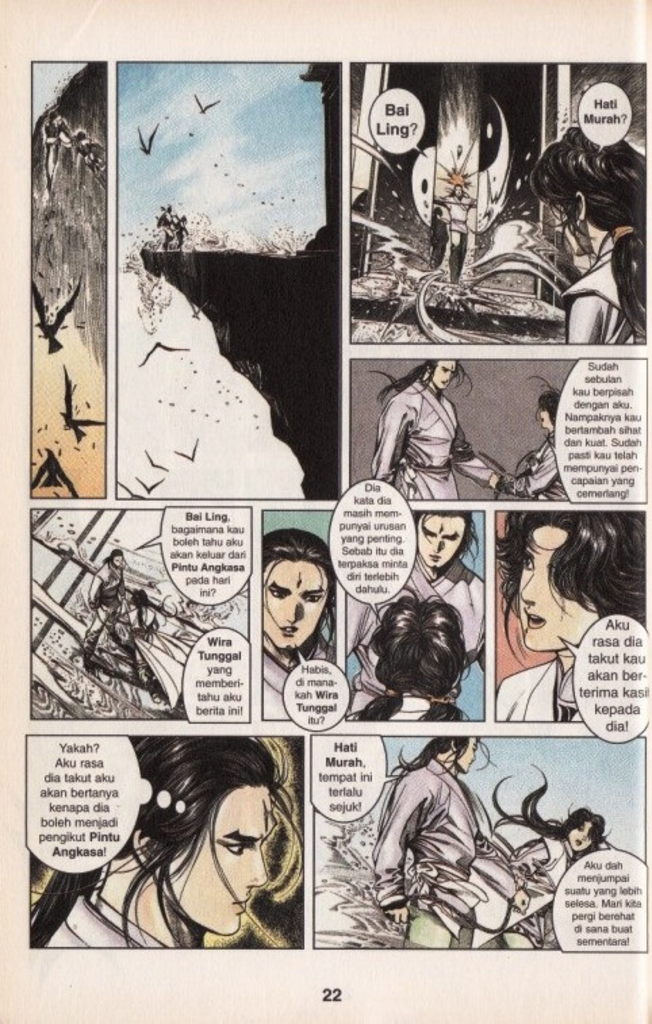 Bai
Ling?
Hati
Murah?
Sudah
sebulan
kau berpisah
dengan aku.
Nampaknya kau
bertambah sihat
dan kuat. Sudah
pasti kau telah
mempunyai pen-
capaian yang
cemerlang!
Bai Ling,
bagaimana kau
boleh tahu aku
akan keluar dari
Pintu Angkasa
pada hari
ini?
Wira
Tunggal
yang
memberi-
tahu aku
berita ini!
Habis,
di mana-
kah Wira
Tunggal
itu?
Dia
kata dia
masih mem-
punyai urusan
yang penting.
Sebab itu dia
terpaksa minta
diri terlebih
dahulu.
Aku
rasa dia
takut kau
akan ber-
terima kasih
kepada
dia!
Yakah?
Aku rasa
dia takut aku
akan bertanya
kenapa dia
boleh menjadi
pengikut Pintu
Angkasa!
Hati
Murah,
tempat ini
terlalu
sejuk!
Aku dah
menjumpai
suatu yang lebih
selesa. Mari kita
pergi berehat
di sana buat
sementara!
22